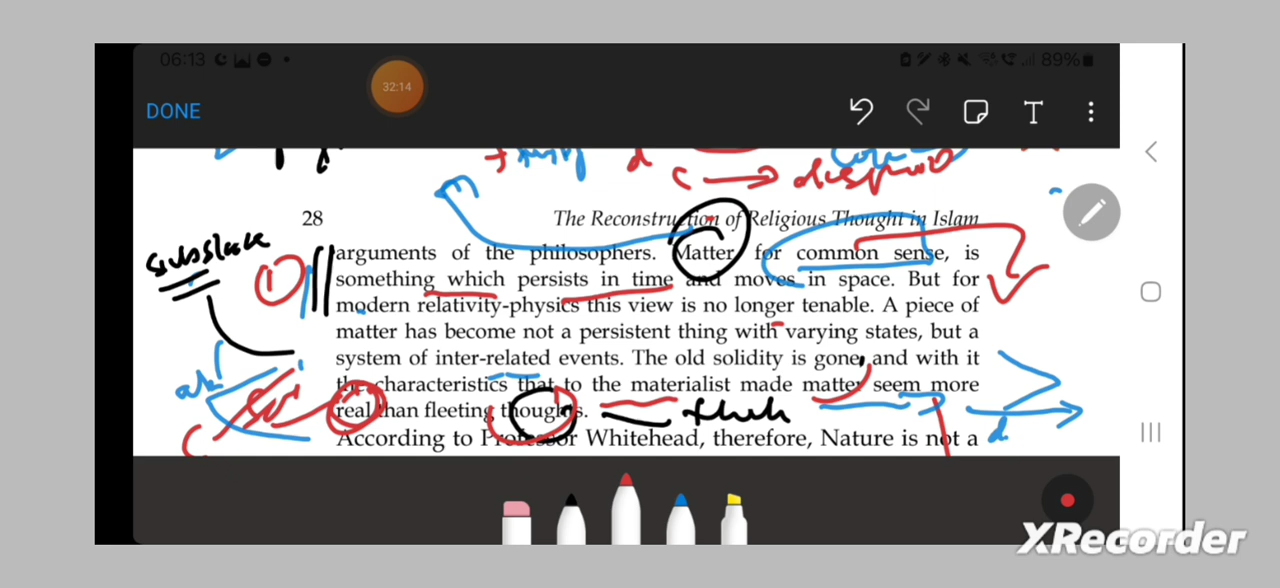 06:13
89%
32:14
DONE
T
28 The Reconstruction of Religious Thought in Islam
arguments of the philosophers. Matter, for common sense, is
something which persists in time and moves in space. But for
modern relativity-physics this view is no longer tenable. A piece of
matter has become not a persistent thing with varying states, but a
system of inter-related events. The old solidity is gone, and with it
the characteristics that to the materialist made matter seem more
real than fleeting thoughts.
According to Professor Whitehead, therefore, Nature is not a
XRecorder